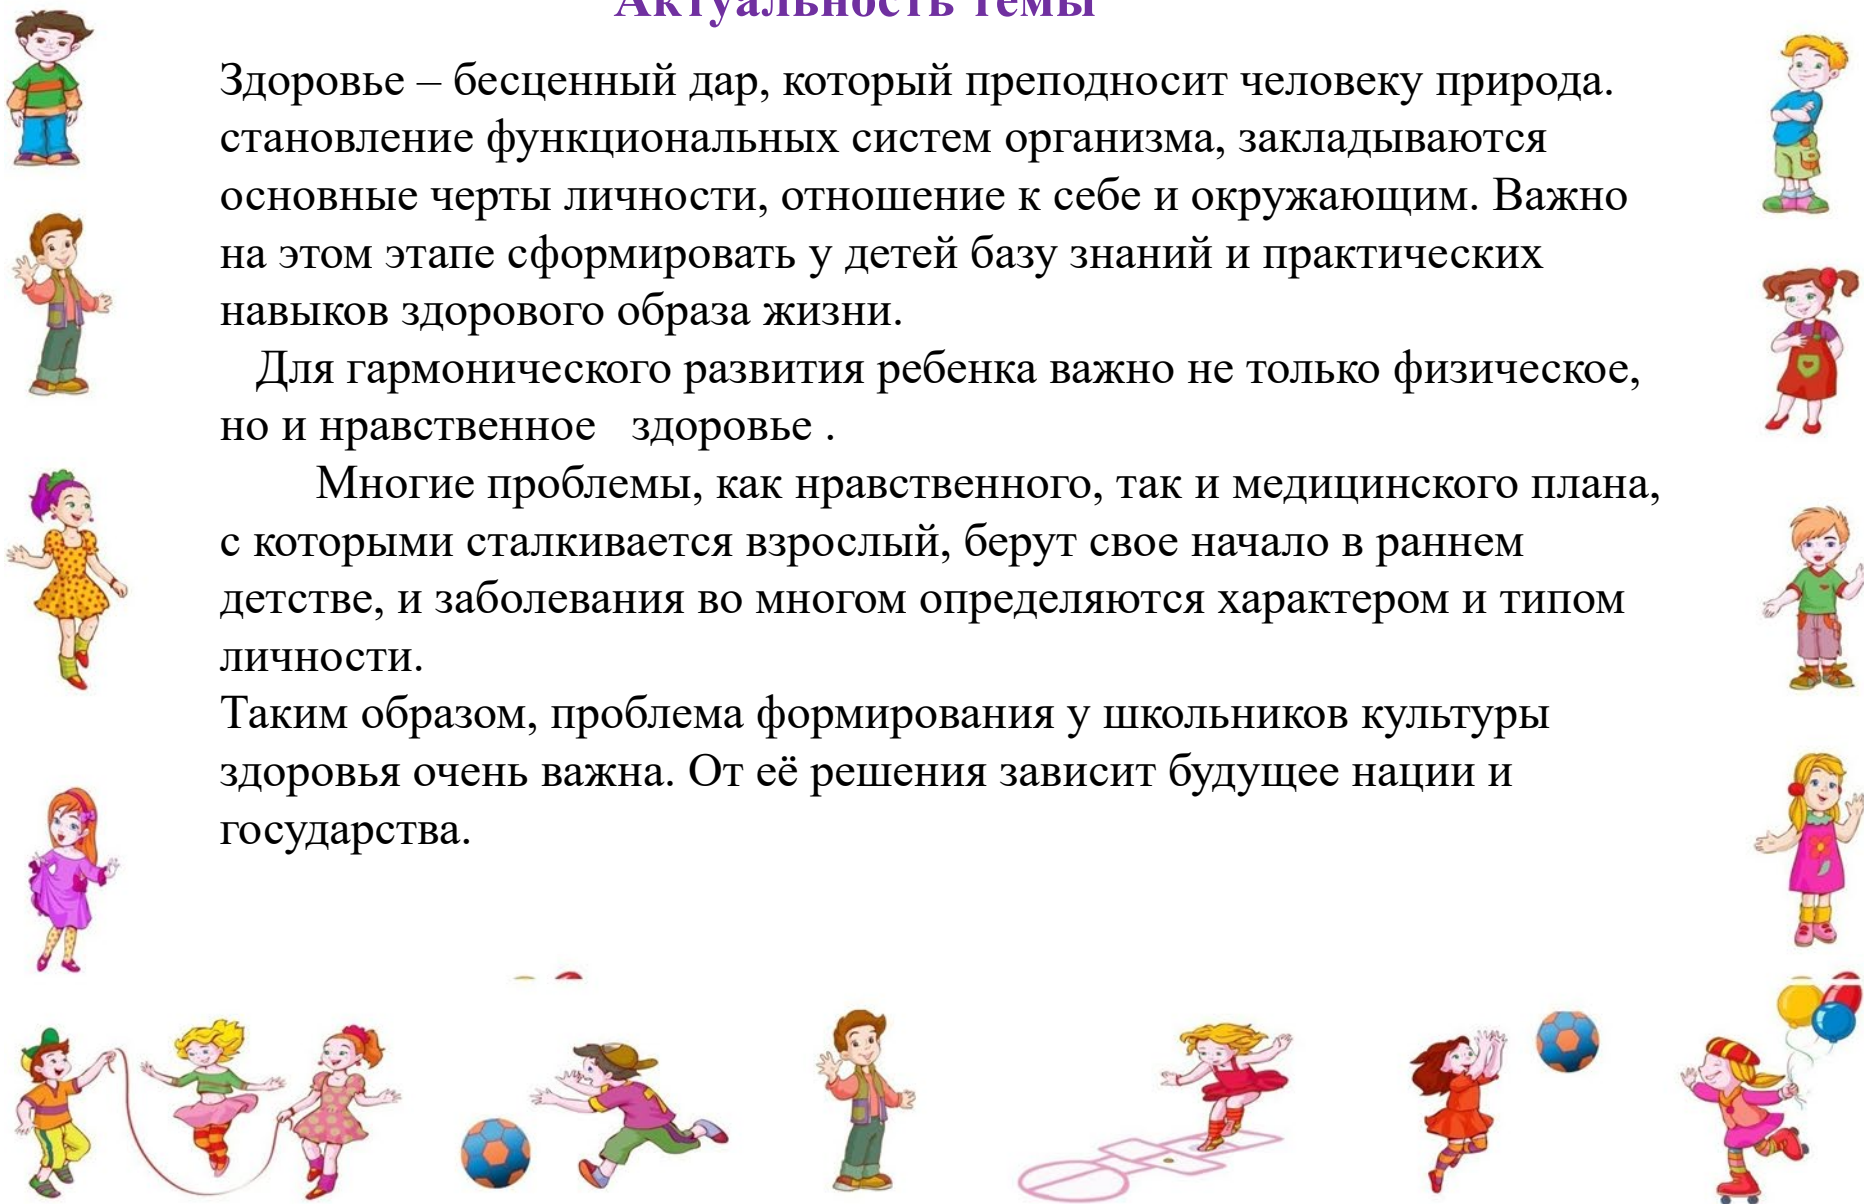 Актуальность темы
Здоровье – бесценный дар, который преподносит человеку природа.
становление функциональных систем организма, закладываются
основные черты личности, отношение к себе и окружающим. Важно
на этом этапе сформировать у детей базу знаний и практических
навыков здорового образа жизни.
Для гармонического развития ребенка важно не только физическое,
но и нравственное здоровье .
Многие проблемы, как нравственного, так и медицинского плана,
с которыми сталкивается взрослый, берут свое начало в раннем
детстве, и заболевания во многом определяются характером и типом
личности.
Таким образом, проблема формирования у школьников культуры
здоровья очень важна. От её решения зависит будущее нации и
государства.